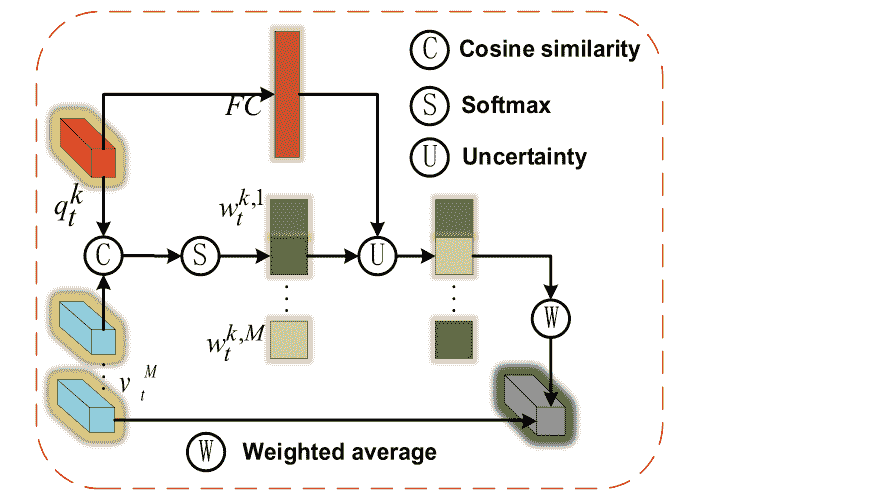 C Cosine similarity
FC
S Softmax
U Uncertainty
q_t^k
w_t^{k,1}
C
S
U
W
w_t^{k,M}
v_t^M
W Weighted average